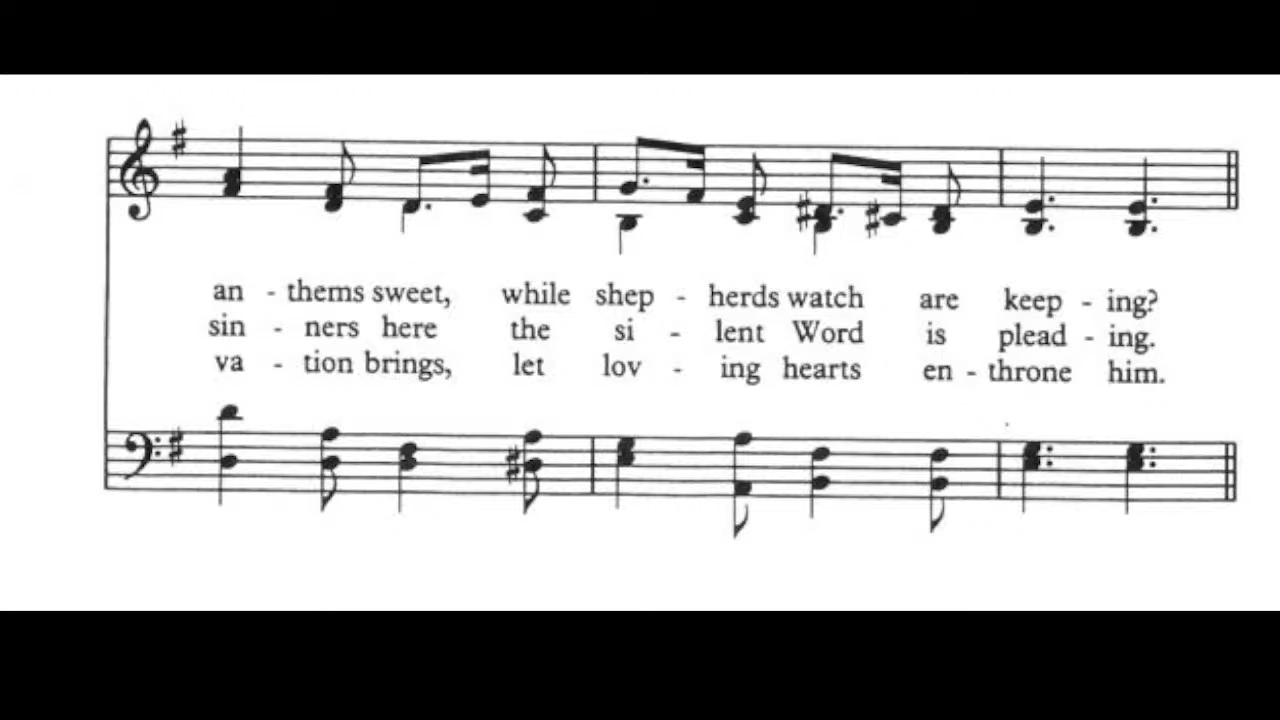 an - thems sweet, while shep - herds watch are keep - ing?
sin - ners here the si - lent Word is plead - ing.
va - tion brings, let lov - ing hearts en - throne him.